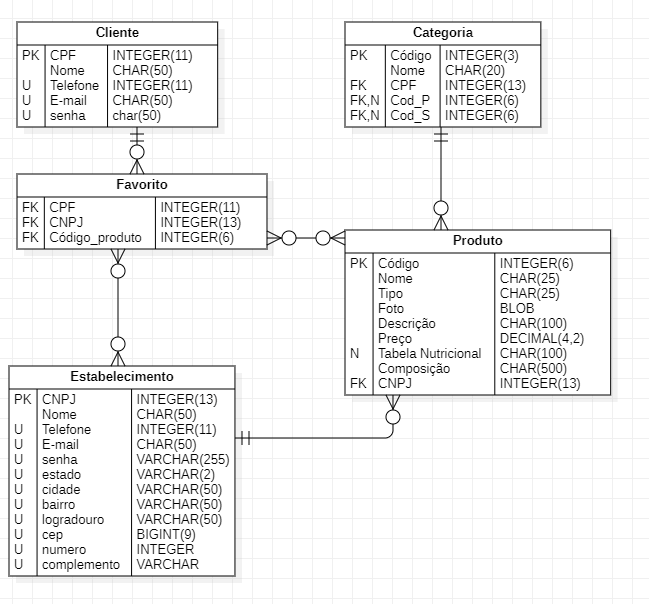 Cliente
PK CPF INTEGER(11)
Nome CHAR(50)
U Telefone INTEGER(11)
U E-mail CHAR(50)
U senha char(50)
Categoria
PK Código INTEGER(3)
Nome CHAR(20)
FK CPF INTEGER(13)
FK,N Cod_P INTEGER(6)
FK,N Cod_S INTEGER(6)
Favorito
FK CPF INTEGER(11)
FK CNPJ INTEGER(13)
FK Código_produto INTEGER(6)
Produto
PK Código INTEGER(6)
Nome CHAR(25)
Tipo CHAR(25)
Foto BLOB
Descrição CHAR(100)
Preço DECIMAL(4,2)
N Tabela Nutricional CHAR(100)
Composição CHAR(500)
FK CNPJ INTEGER(13)
Estabelecimento
PK CNPJ INTEGER(13)
Nome CHAR(50)
U Telefone INTEGER(11)
U E-mail CHAR(50)
U senha VARCHAR(255)
U estado VARCHAR(2)
U cidade VARCHAR(50)
U bairro VARCHAR(50)
U logradouro VARCHAR(50)
U cep BIGINT(9)
U numero INTEGER
U complemento VARCHAR